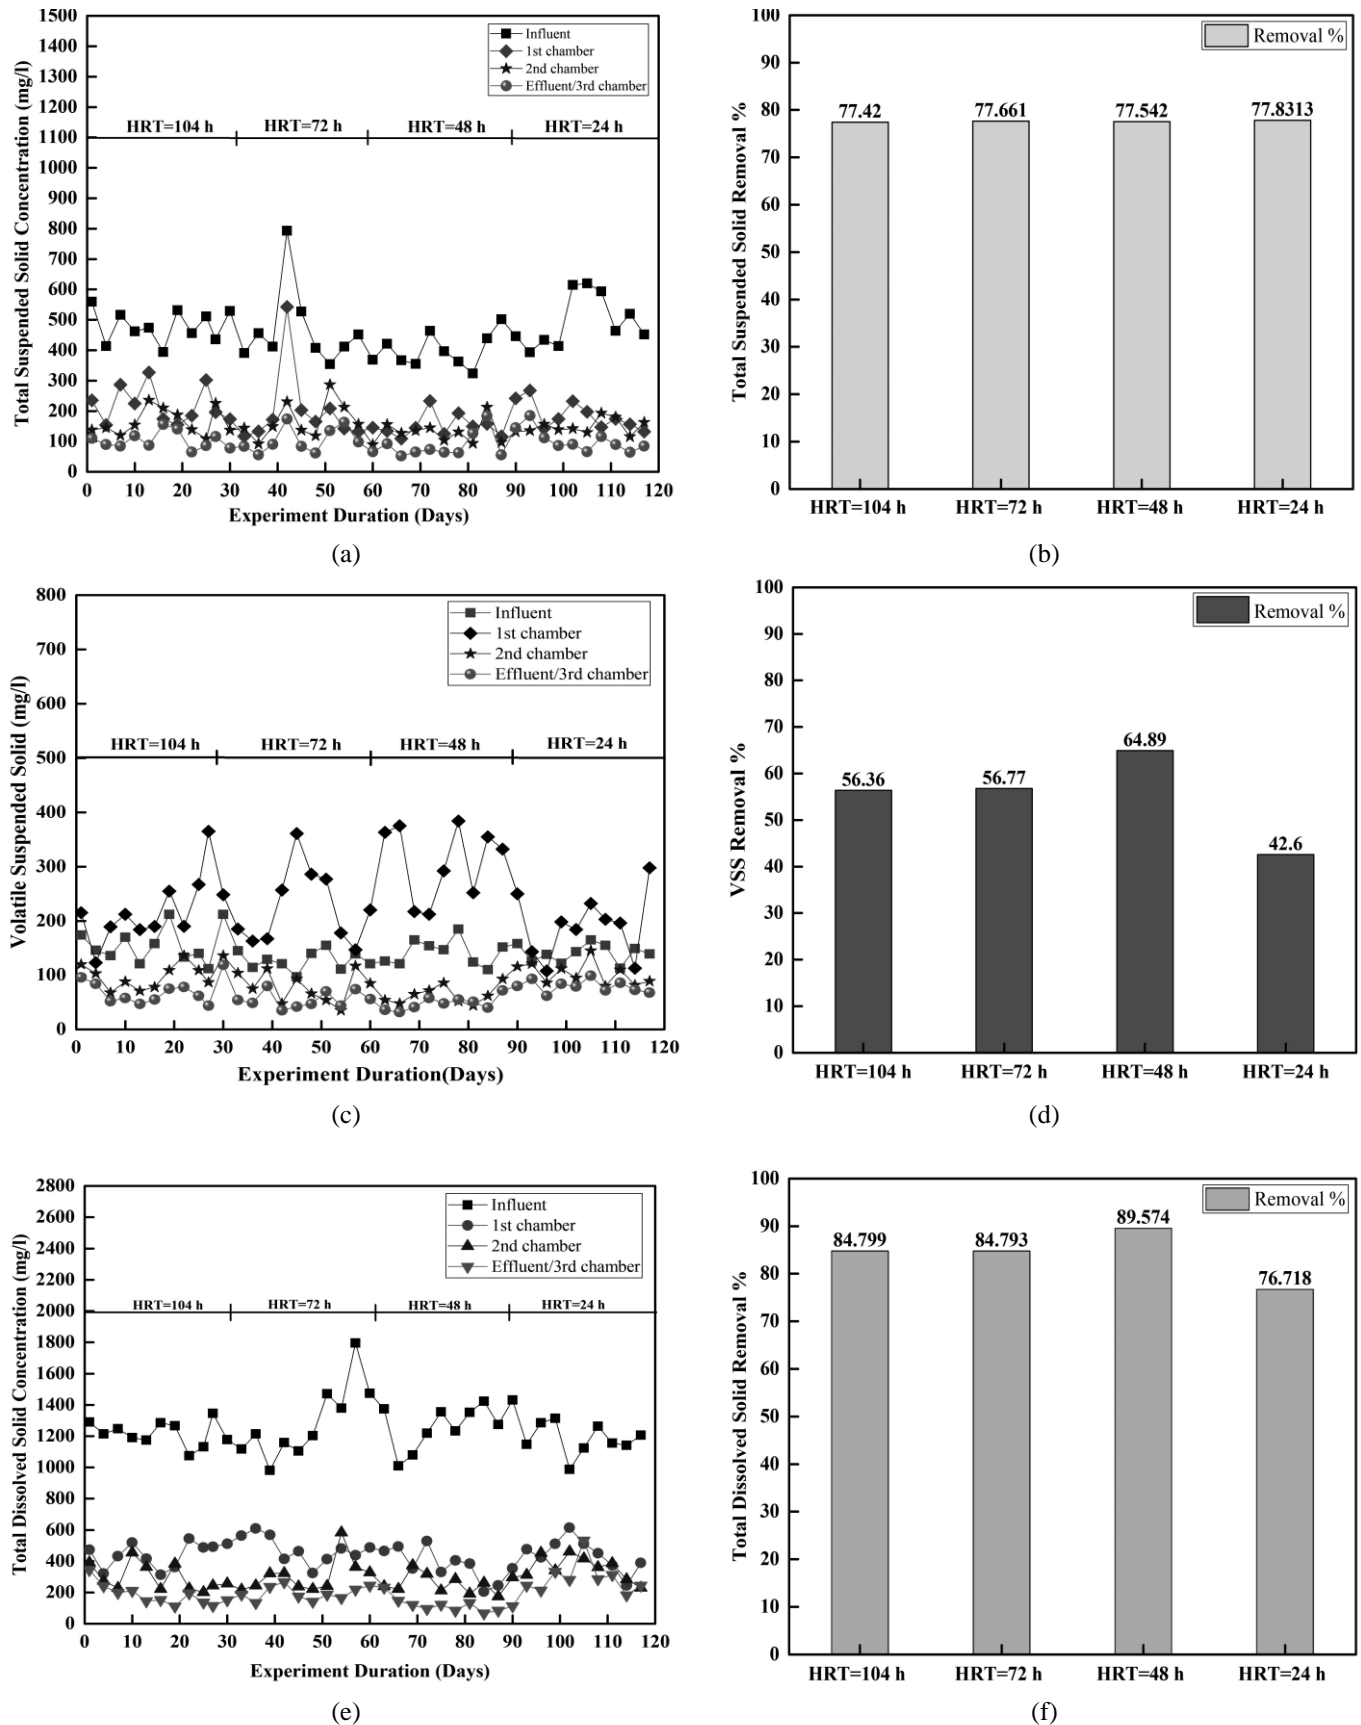 1500
1400
1300
1200
1100
1000
900
800
700
600
500
400
300
200
100
0
Total Suspended Solid Concentration (mg/l)
Influent
1st chamber
2nd chamber
Effluent/3rd chamber
HRT=104 h HRT=72 h HRT=48 h HRT=24 h
0 10 20 30 40 50 60 70 80 90 100 110 120
Experiment Duration (Days)
(a)
100
90
80
70
60
50
40
30
20
10
0
Total Suspended Solid Removal %
Removal %
77.42 77.661 77.542 77.8313
HRT=104 h HRT=72 h HRT=48 h HRT=24 h
(b)
800
700
600
500
400
300
200
100
0
Volatile Suspended Solid (mg/l)
Influent
1st chamber
2nd chamber
Effluent/3rd chamber
HRT=104 h HRT=72 h HRT=48 h HRT=24 h
0 10 20 30 40 50 60 70 80 90 100 110 120
Experiment Duration(Days)
(c)
100
90
80
70
60
50
40
30
20
10
0
VSS Removal %
Removal %
56.36 56.77 64.89 42.6
HRT=104 h HRT=72 h HRT=48 h HRT=24 h
(d)
2800
2600
2400
2200
2000
1800
1600
1400
1200
1000
800
600
400
200
0
Total Dissolved Solid Concentration (mg/l)
Influent
1st chamber
2nd chamber
Effluent/3rd chamber
HRT=104 h HRT=72 h HRT=48 h HRT=24 h
0 10 20 30 40 50 60 70 80 90 100 110 120
Experiment Duration (Days)
(e)
100
90
80
70
60
50
40
30
20
10
0
Total Dissolved Solid Removal %
Removal %
84.799 84.793 89.574 76.718
HRT=104 h HRT=72 h HRT=48 h HRT=24 h
(f)